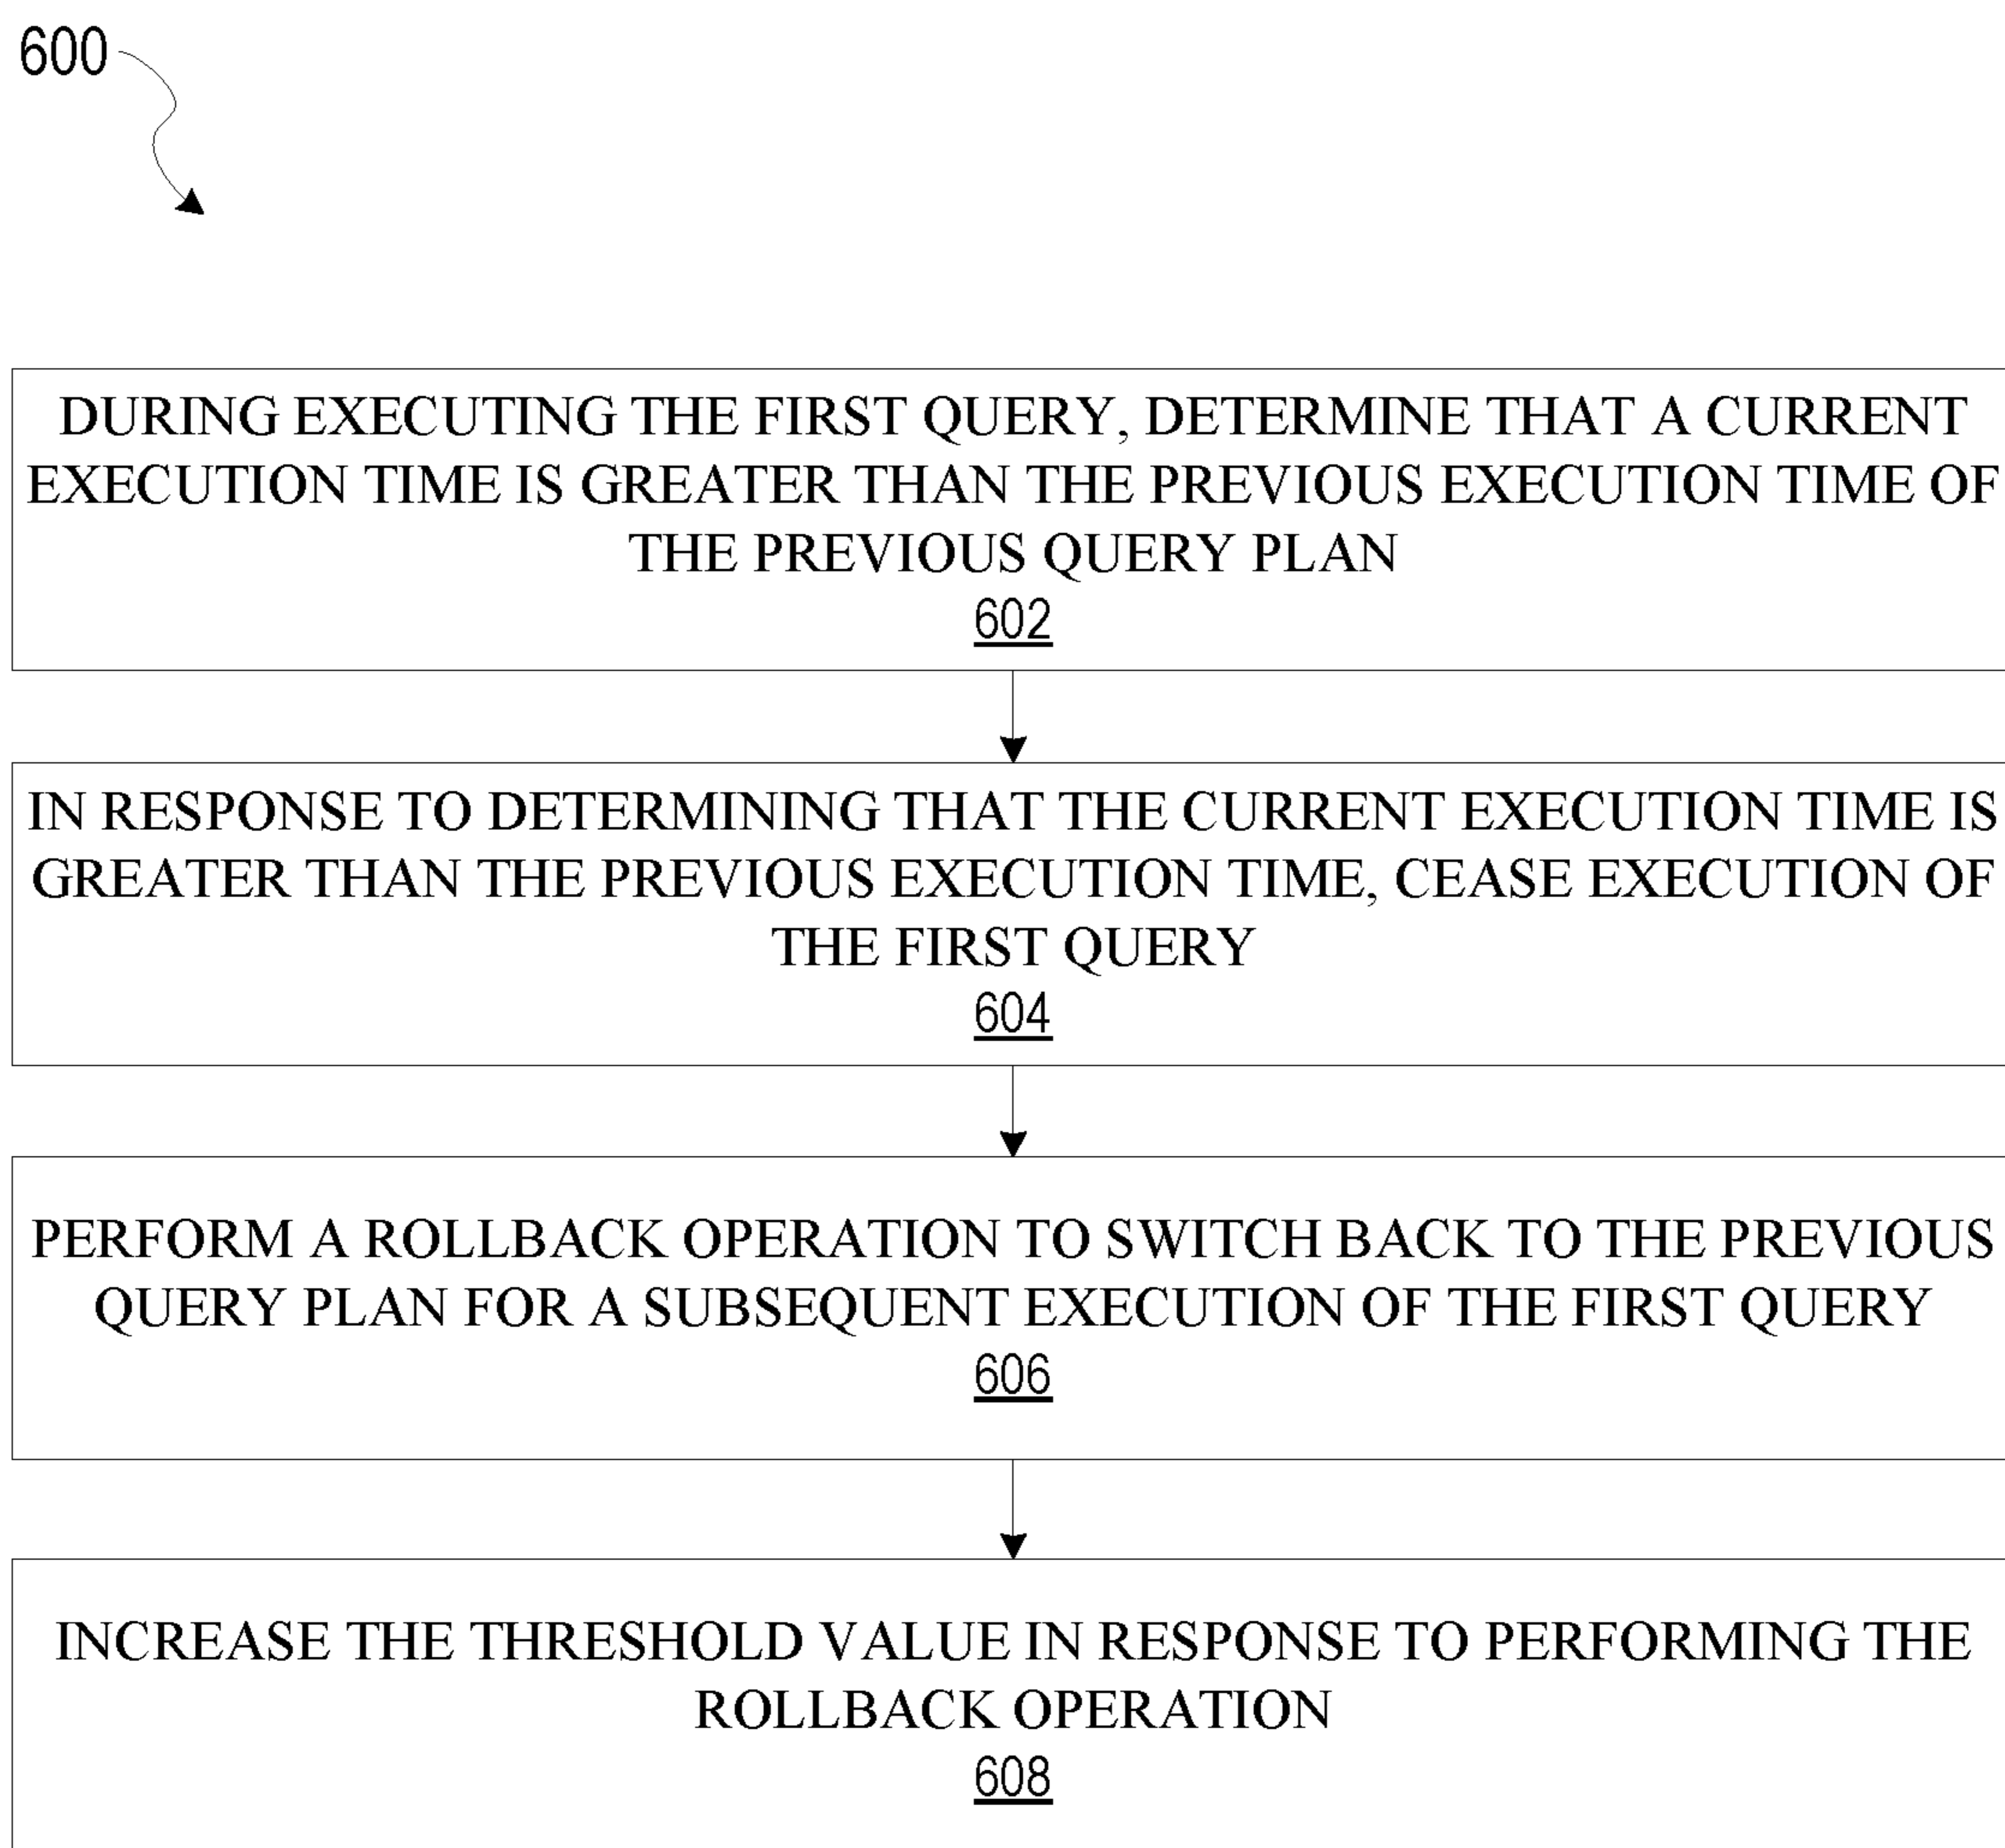 600
DURING EXECUTING THE FIRST QUERY, DETERMINE THAT A CURRENT
EXECUTION TIME IS GREATER THAN THE PREVIOUS EXECUTION TIME OF
THE PREVIOUS QUERY PLAN
602
IN RESPONSE TO DETERMINING THAT THE CURRENT EXECUTION TIME IS
GREATER THAN THE PREVIOUS EXECUTION TIME, CEASE EXECUTION OF
THE FIRST QUERY
604
PERFORM A ROLLBACK OPERATION TO SWITCH BACK TO THE PREVIOUS
QUERY PLAN FOR A SUBSEQUENT EXECUTION OF THE FIRST QUERY
606
INCREASE THE THRESHOLD VALUE IN RESPONSE TO PERFORMING THE
ROLLBACK OPERATION
608